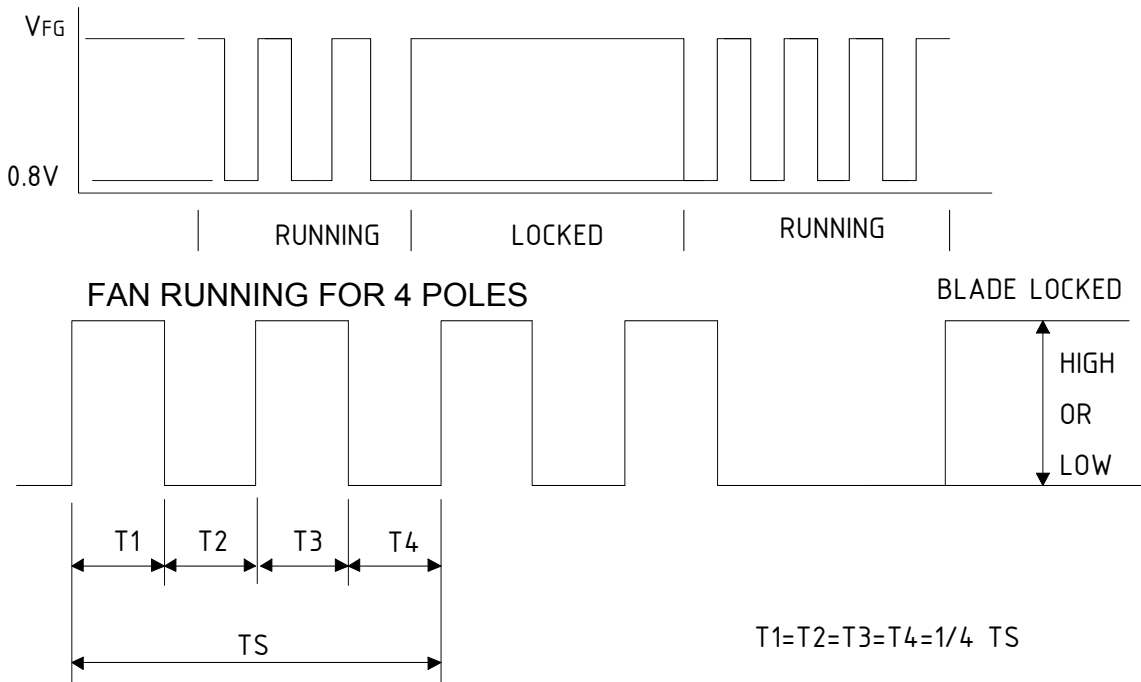 VFG
0.8V
RUNNING LOCKED RUNNING
FAN RUNNING FOR 4 POLES
BLADE LOCKED
HIGH
OR
LOW
T1 T2 T3 T4
TS
T1=T2=T3=T4=1/4 TS